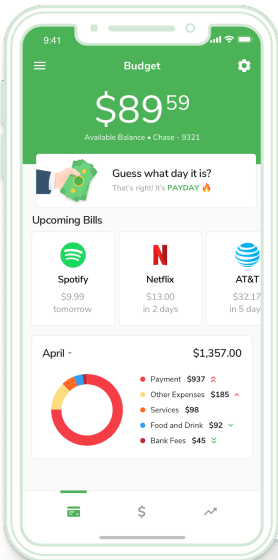 9:41
Budget
$89 59
Available Balance • Chase - 9321
Guess what day it is?
That's right! It's PAYDAY 🔥
Upcoming Bills
Spotify
$9.99
tomorrow
Netflix
$13.00
in 2 days
AT&T
$32.17
in 5 day
April
$1,357.00
Payment $937
Other Expenses $185
Services $98
Food and Drink $92
Bank Fees $45
$